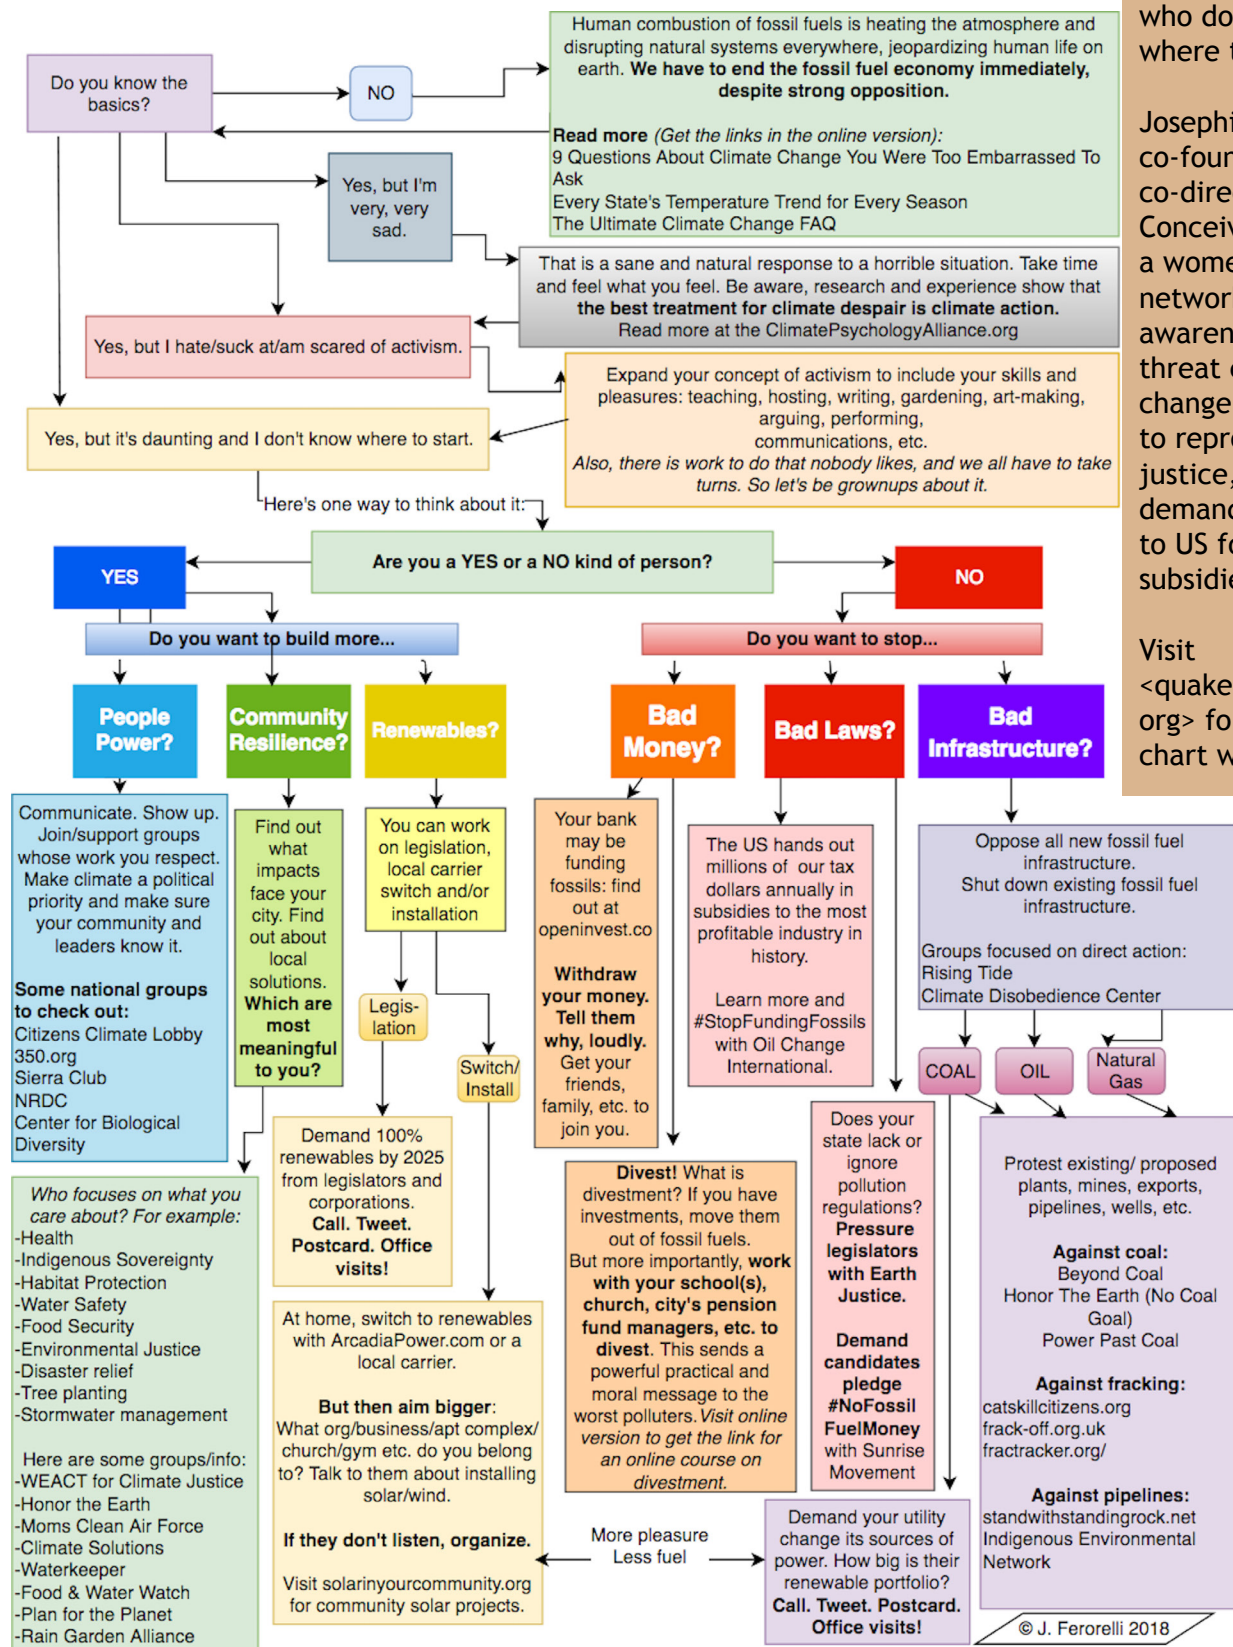 Human combustion of fossil fuels is heating the atmosphere and
disrupting natural systems everywhere, jeopardizing human life on
earth. We have to end the fossil fuel economy immediately,
despite strong opposition.
Read more (Get the links in the online version):
9 Questions About Climate Change You Were Too Embarrassed To
Ask
Every State's Temperature Trend for Every Season
The Ultimate Climate Change FAQ
Do you know the
basics?
NO
Yes, but I'm
very, very
sad.
That is a sane and natural response to a horrible situation. Take time
and feel what you feel. Be aware, research and experience show that
the best treatment for climate despair is climate action.
Read more at the ClimatePsychologyAlliance.org
Yes, but I hate/suck at/am scared of activism.
Expand your concept of activism to include your skills and
pleasures: teaching, hosting, writing, gardening, art-making,
arguing, performing,
communications, etc.
Also, there is work to do that nobody likes, and we all have to take
turns. So let's be grownups about it.
Yes, but it's daunting and I don't know where to start.
Here's one way to think about it:
Are you a YES or a NO kind of person?
YES
NO
Do you want to build more...
Do you want to stop...
People
Power?
Community
Resilience?
Renewables?
Bad
Money?
Bad Laws?
Bad
Infrastructure?
Communicate. Show up.
Join/support groups
whose work you respect.
Make climate a political
priority and make sure
your community and
leaders know it.
Some national groups
to check out:
Citizens Climate Lobby
350.org
Sierra Club
NRDC
Center for Biological
Diversity
Find out
what
impacts
face your
city. Find
out about
local
solutions.
Which are
most
meaningful
to you?
Who focuses on what you
care about? For example:
-Health
-Indigenous Sovereignty
-Habitat Protection
-Water Safety
-Food Security
-Environmental Justice
-Disaster relief
-Tree planting
-Stormwater management
Here are some groups/info:
-WEACT for Climate Justice
-Honor the Earth
-Moms Clean Air Force
-Climate Solutions
-Waterkeeper
-Food & Water Watch
-Plan for the Planet
-Rain Garden Alliance
You can work
on legislation,
local carrier
switch and/or
installation
Legis-
lation
Switch/
Install
Demand 100%
renewables by 2025
from legislators and
corporations.
Call. Tweet.
Postcard. Office
visits!
At home, switch to renewables
with ArcadiaPower.com or a
local carrier.
But then aim bigger:
What org/business/apt complex/
church/gym etc. do you belong
to? Talk to them about installing
solar/wind.
If they don't listen, organize.
Visit solarinyourcommunity.org
for community solar projects.
More pleasure
Less fuel
Your bank
may be
funding
fossils: find
out at
openinvest.co
Withdraw
your money.
Tell them
why, loudly.
Get your
friends,
family, etc. to
join you.
Divest! What is
divestment? If you have
investments, move them
out of fossil fuels.
But more importantly, work
with your school(s),
church, city's pension
fund managers, etc. to
divest. This sends a
powerful practical and
moral message to the
worst polluters.Visit online
version to get the link for
an online course on
divestment.
The US hands out
millions of our tax
dollars annually in
subsidies to the most
profitable industry in
history.
Learn more and
#StopFundingFossils
with Oil Change
International.
Does your
state lack or
ignore
pollution
regulations?
Pressure
legislators
with Earth
Justice.
Demand
candidates
pledge
#NoFossil
FuelMoney
with Sunrise
Movement
Oppose all new fossil fuel
infrastructure.
Shut down existing fossil fuel
infrastructure.
Groups focused on direct action:
Rising Tide
Climate Disobedience Center
COAL
OIL
Natural
Gas
Protest existing/ proposed
plants, mines, exports,
pipelines, wells, etc.
Against coal:
Beyond Coal
Honor The Earth (No Coal
Goal)
Power Past Coal
Against fracking:
catskillcitizens.org
frack-off.org.uk
fractracker.org/
Against pipelines:
standwithstandingrock.net
Indigenous Environmental
Network
Demand your utility
change its sources of
power. How big is their
renewable portfolio?
Call. Tweet. Postcard.
Office visits!
© J. Ferorelli 2018
who do
where t
Josephi
co-foun
co-direc
Conceiv
a wome
networ
awaren
threat
change
to repro
justice,
demand
to US fo
subsidie
Visit
<quake
org> fo
chart w